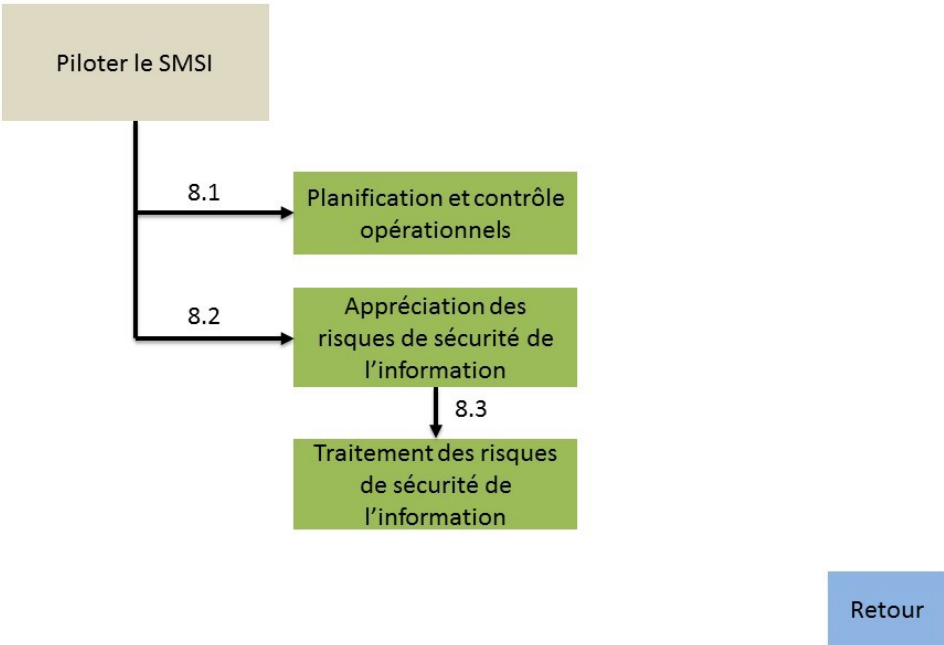 Piloter le SMSI
8.1
Planification et contrôle
opérationnels
8.2
Appréciation des
risques de sécurité de
l’information
8.3
Traitement des risques
de sécurité de
l’information
Retour